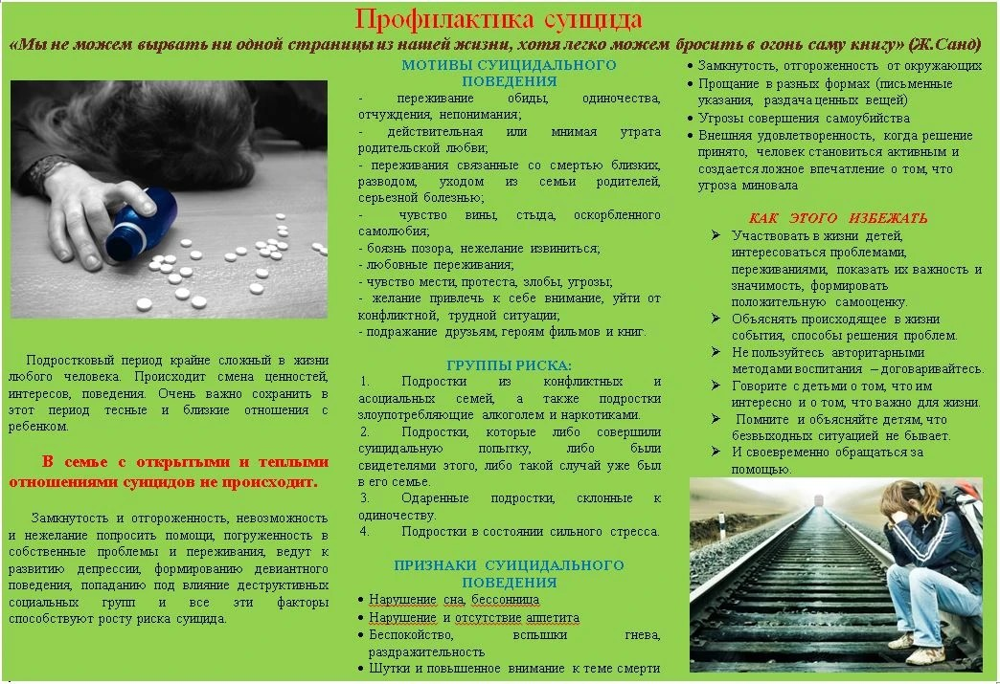 Профилактика суицида
«Мы не можем вырвать ни одной страницы из нашей жизни, хотя легко можем бросить в огонь саму книгу» (Ж.Санд)
Подростковый период крайне сложный в жизни
любого человека. Происходит смена ценностей,
интересов, поведения. Очень важно сохранить в
этот период тесные и близкие отношения с
ребенком.
В семье с открытыми и теплыми
отношениями суицидов не происходит.
Замкнутость и отгороженность, невозможность
и нежелание попросить помощи, погруженность в
собственные проблемы и переживания, ведут к
развитию депрессии, формированию девиантного
поведения, попаданию под влияние деструктивных
социальных групп и все эти факторы
способствуют росту риска суицида.
МОТИВЫ СУИЦИДАЛЬНОГО
ПОВЕДЕНИЯ
- переживание обиды, одиночества,
отчуждения, непонимания;
- действительная или мнимая утрата
родительской любви;
- переживания связанные со смертью близких,
разводом, уходом из семьи родителей,
серьезной болезнью;
- чувство вины, стыда, оскорбленного
самолюбия;
- боязнь позора, нежелание извиниться;
- любовные переживания;
- чувство мести, протеста, злобы, угрозы;
- желание привлечь к себе внимание, уйти от
конфликтной, трудной ситуации;
- подражание друзьям, героям фильмов и книг.
ГРУППЫ РИСКА:
1. Подростки из конфликтных и
асоциальных семей, а также подростки
злоупотребляющие алкоголем и наркотиками.
2. Подростки, которые либо совершили
суицидальную попытку, либо были
свидетелями этого, либо такой случай уже был
в его семье.
3. Одаренные подростки, склонные к
одиночеству.
4. Подростки в состоянии сильного стресса.
ПРИЗНАКИ СУИЦИДАЛЬНОГО
ПОВЕДЕНИЯ
• Нарушение сна, бессонница
• Нарушение и отсутствие аппетита
• Беспокойство, вспышки гнева,
раздражительность
• Шутки и повышенное внимание к теме смерти
• Замкнутость, отгороженность от окружающих
• Прощание в разных формах (письменные
указания, раздача ценных вещей)
• Угрозы совершения самоубийства
• Внешняя удовлетворенность, когда решение
принято, человек становиться активным и
создается ложное впечатление о том, что
угроза миновала
КАК ЭТОГО ИЗБЕЖАТЬ
➢ Участвовать в жизни детей,
интересоваться проблемами,
переживаниями, показать их важность и
значимость, формировать
положительную самооценку.
➢ Объяснять происходящее в жизни
события, способы решения проблем.
➢ Не пользуйтесь авторитарными
методами воспитания – договаривайтесь.
➢ Говорите с детьми о том, что им
интересно и о том, что важно для жизни.
➢ Помните и объясняйте детям, что
безвыходных ситуацией не бывает.
➢ И своевременно обращаться за
помощью.